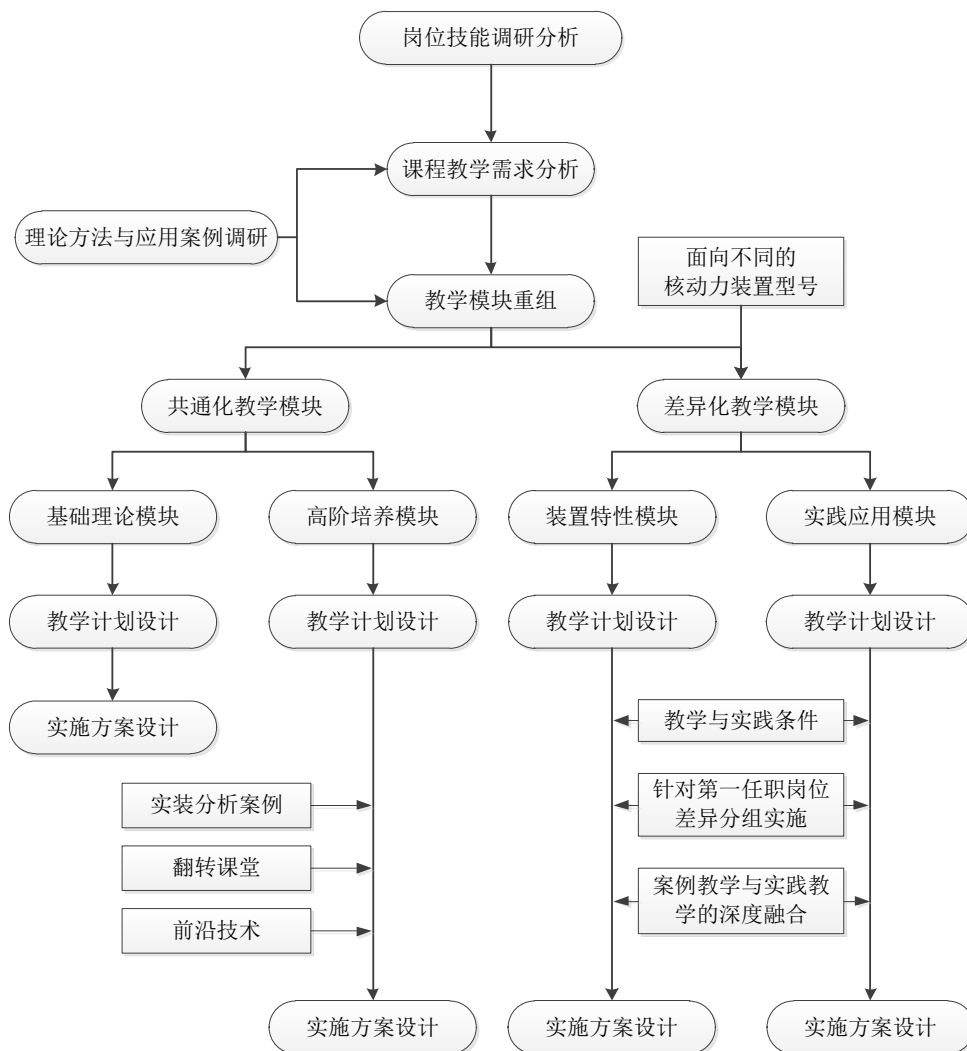 岗位技能调研分析
课程教学需求分析
理论方法与应用案例调研
面向不同的
核动力装置型号
教学模块重组
共通化教学模块
差异化教学模块
基础理论模块
高阶培养模块
装置特性模块
实践应用模块
教学计划设计
教学计划设计
教学计划设计
教学计划设计
实施方案设计
教学与实践条件
实装分析案例
针对第一任职岗位
差异分组实施
翻转课堂
案例教学与实践教
学的深度融合
前沿技术
实施方案设计
实施方案设计
实施方案设计